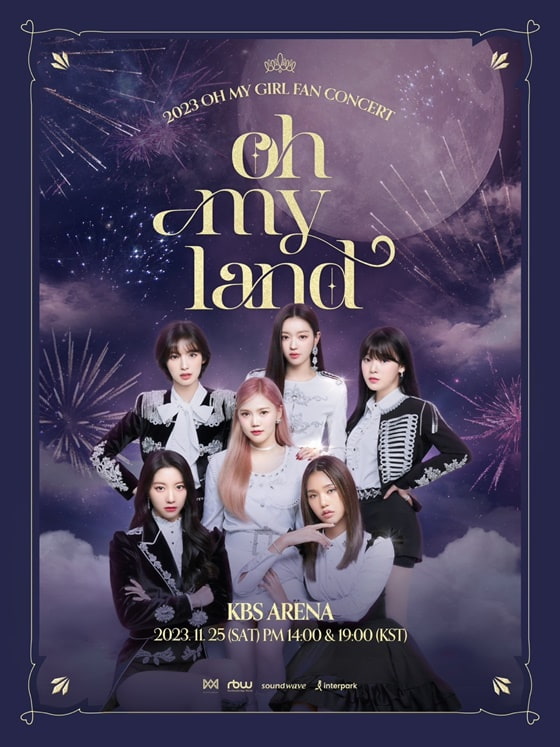 2023 OH MY GIRL FAN CONCERT
oh
my
land
KBS ARENA
2023. 11. 25 (SAT) PM 14:00 & 19:00 (KST)
rbw soundwave interpark